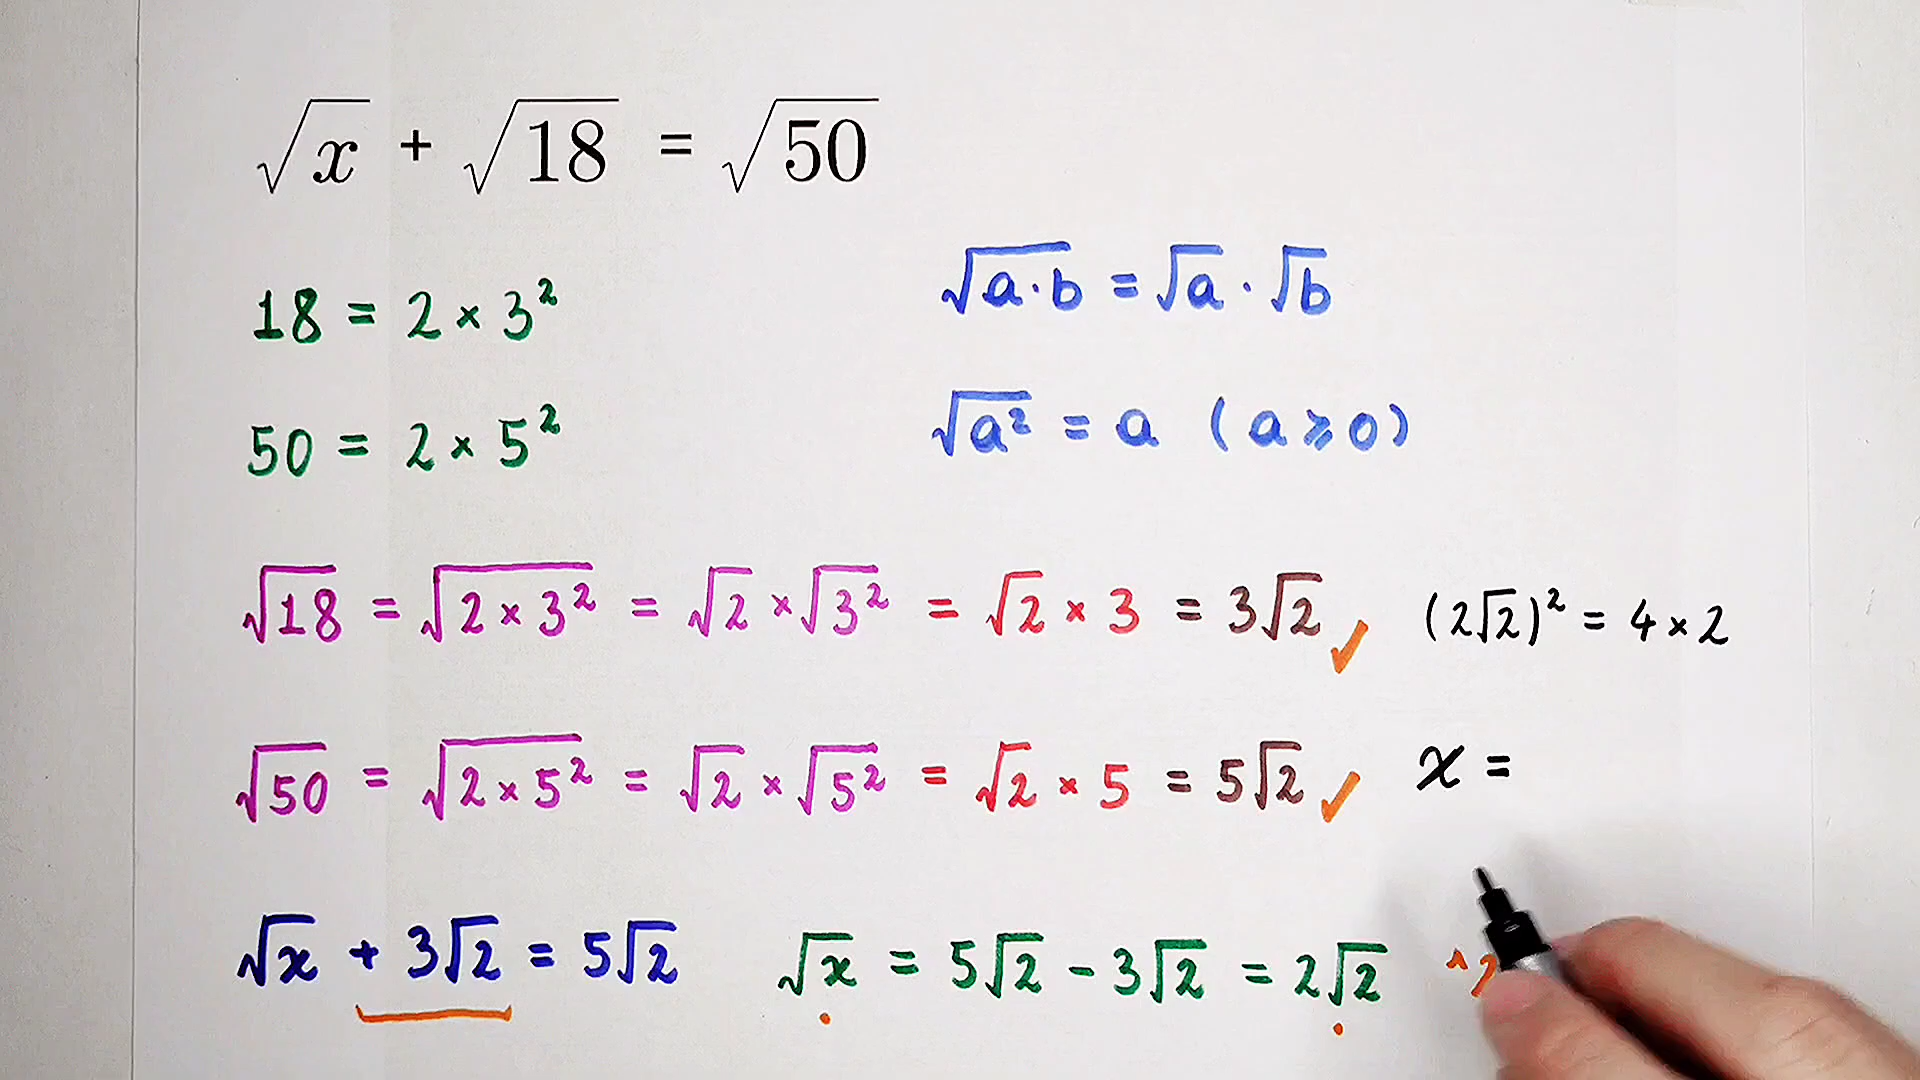 √x + √18 = √50
√(a·b) = √a · √b
18 = 2 × 3²
√a² = a (a ≥ 0)
50 = 2 × 5²
√18 = √(2 × 3²) = √2 × √3² = √2 × 3 = 3√2 ✓
(2√2)² = 4 × 2
√50 = √(2 × 5²) = √2 × √5² = √2 × 5 = 5√2 ✓
x =
√x + 3√2 = 5√2
√x = 5√2 - 3√2 = 2√2